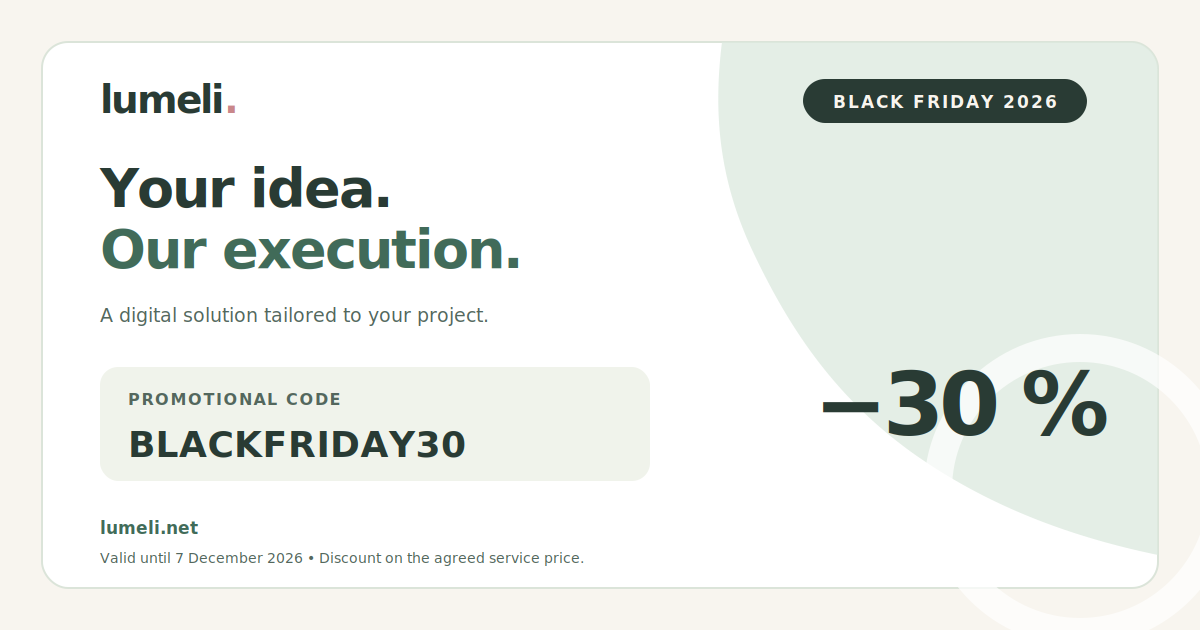 lumeli.
BLACK FRIDAY 2026
Your idea.
Our execution.
A digital solution tailored to your project.
PROMOTIONAL CODE
BLACKFRIDAY30
−30 %
lumeli.net
Valid until 7 December 2026 • Discount on the agreed service price.